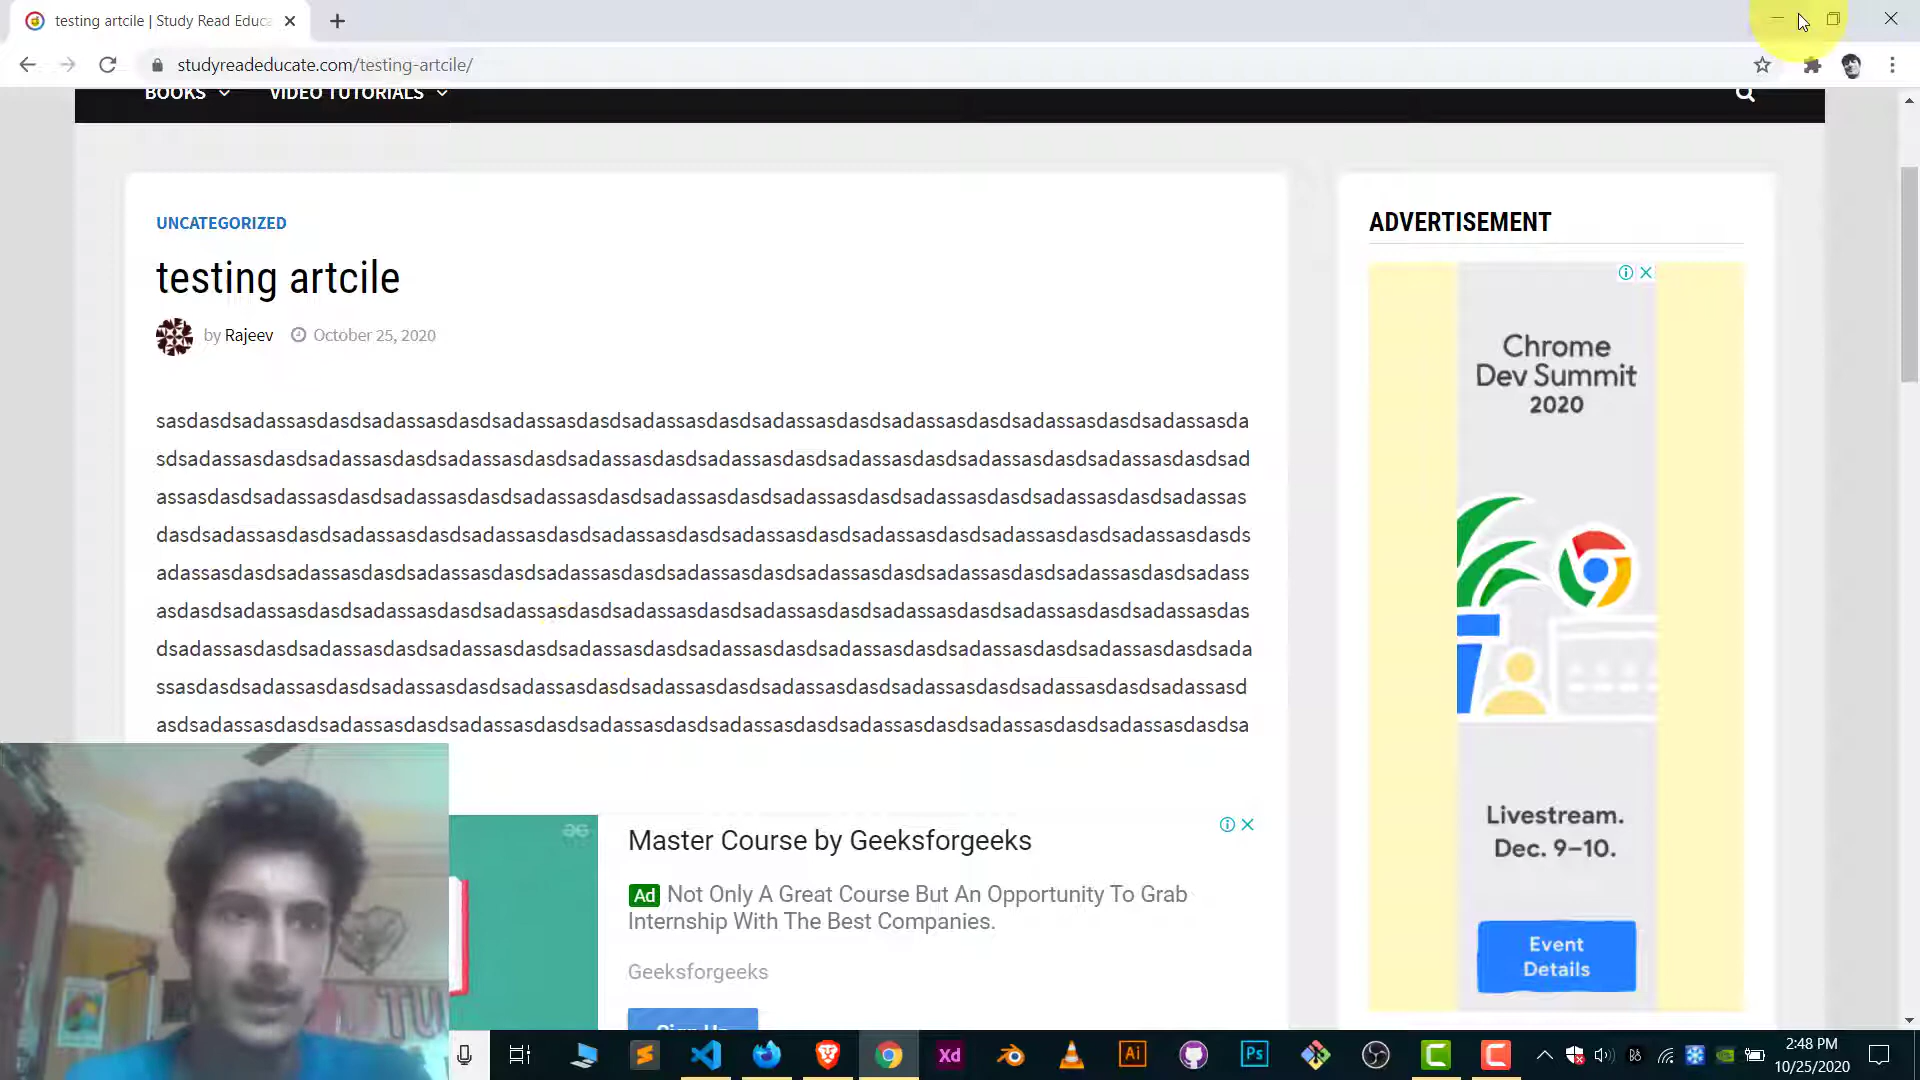 testing artcile | Study Read Educa
studyreadeducate.com/testing-artcile/
BOOKS
VIDEO TUTORIALS
UNCATEGORIZED
testing artcile
by Rajeev
October 25, 2020
sasdasdsadassasdasdsadassasdasdsadassasdasdsadassasdasdsadassasdasdsadassasdasdsadassasdasdsadassasda
sdsadassasdasdsadassasdasdsadassasdasdsadassasdasdsadassasdasdsadassasdasdsadassasdasdsadassasdasdsad
assasdasdsadassasdasdsadassasdasdsadassasdasdsadassasdasdsadassasdasdsadassasdasdsadassasdasdsadassas
dasdsadassasdasdsadassasdasdsadassasdasdsadassasdasdsadassasdasdsadassasdasdsadassasdasdsadassasdasds
adassasdasdsadassasdasdsadassasdasdsadassasdasdsadassasdasdsadassasdasdsadassasdasdsadassasdasdsadass
asdasdsadassasdasdsadassasdasdsadassasdasdsadassasdasdsadassasdasdsadassasdasdsadassasdasdsadassasdas
dsadassasdasdsadassasdasdsadassasdasdsadassasdasdsadassasdasdsadassasdasdsadassasdasdsadassasdasdsada
ssasdasdsadassasdasdsadassasdasdsadassasdasdsadassasdasdsadassasdasdsadassasdasdsadassasdasdsadassasd
asdsadassasdasdsadassasdasdsadassasdasdsadassasdasdsadassasdasdsadassasdasdsadassasdasdsadassasdasdsa
ADVERTISEMENT
Chrome
Dev Summit
2020
Livestream.
Dec. 9–10.
Event
Details
Master Course by Geeksforgeeks
Ad Not Only A Great Course But An Opportunity To Grab
Internship With The Best Companies.
Geeksforgeeks
Xd
Ai
Ps
2:48 PM
10/25/2020